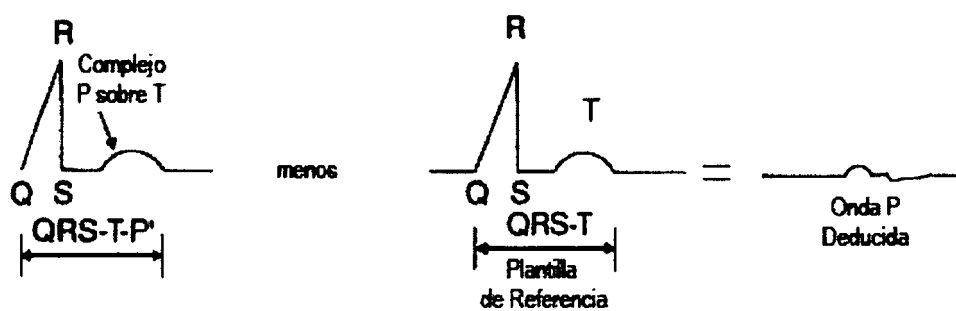 R
Complejo
P sobre T
Q S
QRS-T-P'
menos
R
T
Q S
QRS-T
Plantilla
de Referencia
=
Onda P
Deducida